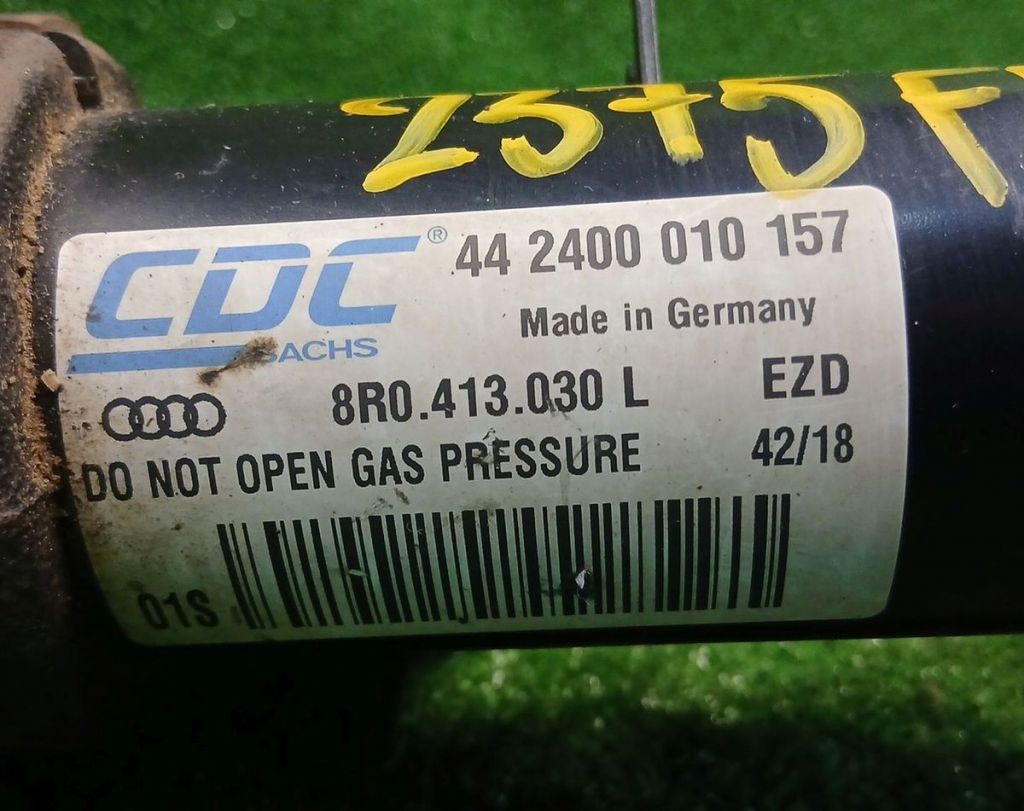 2375F
CDC® 44 2400 010 157
SACHS
Made in Germany
8R0.413.030 L EZD
DO NOT OPEN GAS PRESSURE 42/18
01S